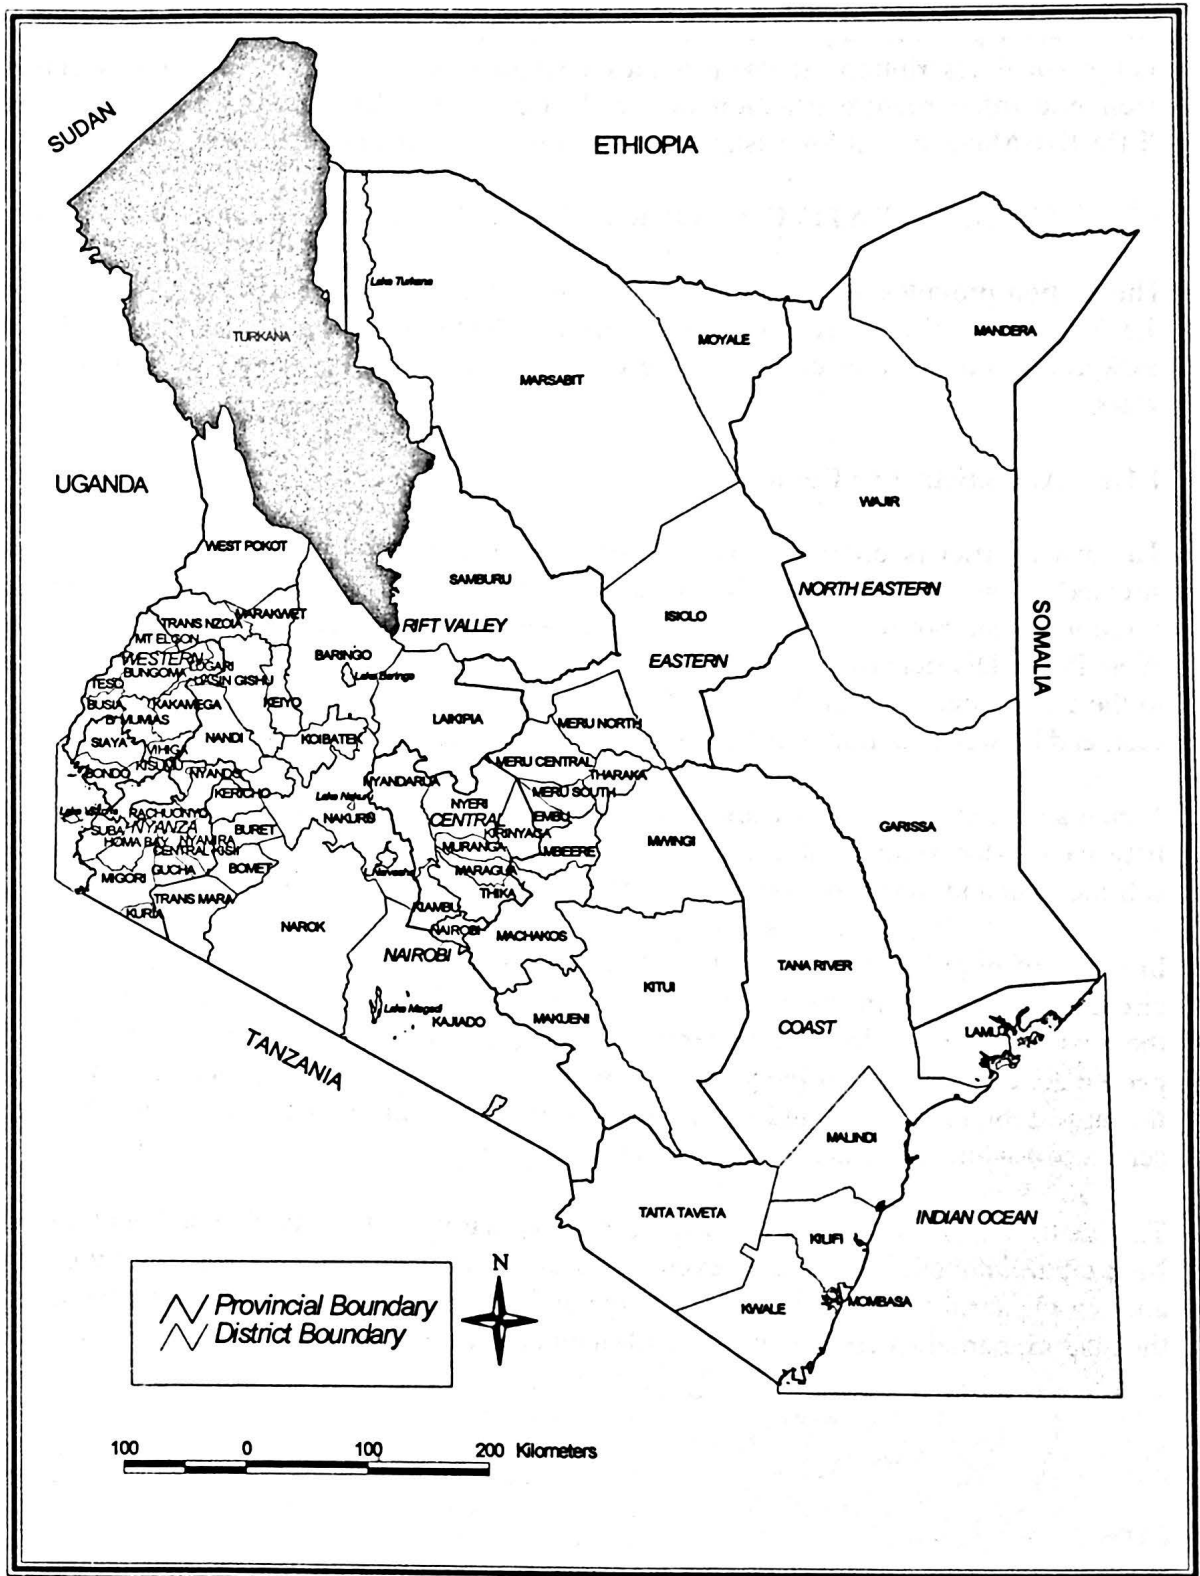 SUDAN
ETHIOPIA
Lake Turkana
TURKANA
MOYALE
MANDERA
MARSABIT
UGANDA
WAJIR
WEST POKOT
SAMBURU
NORTH EASTERN
SOMALIA
MARAKWET
TRANS NZOIA
ISIOLO
RIFT VALLEY
MT ELGON
WESTERN
LUGARI
BARINGO
EASTERN
BUNGOMA
TESO
UASIN GISHU
Lake Baringo
BUSIA
KAKAMEGA
KEIYO
B/MUMIAS
LAIKIPIA
MERU NORTH
SIAYA
VIHIGA
NANDI
KOIBATEK
BONDO
KISUMU
NYANDO
NYANDARUA
MERU CENTRAL
THARAKA
KERICHO
Lake Nakuru
MERU SOUTH
Lake Victoria
RACHUONYO
NYERI
NAKURU
CENTRAL
EMBU
GARISSA
SUBA
NYANZA
BURET
KIRINYAGA
MWINGI
HOMA BAY
NYAMIRA
CENTRAL KISII
MURANGA
MBEERE
MIGORI
GUCHA
BOMET
L. Naivasha
MARAGUA
THIKA
TRANS MARA
KIAMBU
KURIA
NAROK
NAIROBI
MACHAKOS
NAIROBI
TANA RIVER
KITUI
Lake Magadi
KAJIADO
MAKUENI
COAST
LAMU
TANZANIA
MALINDI
TAITA TAVETA
INDIAN OCEAN
KILIFI
N
KWALE
MOMBASA
Provincial Boundary
District Boundary
100 0 100 200 Kilometers